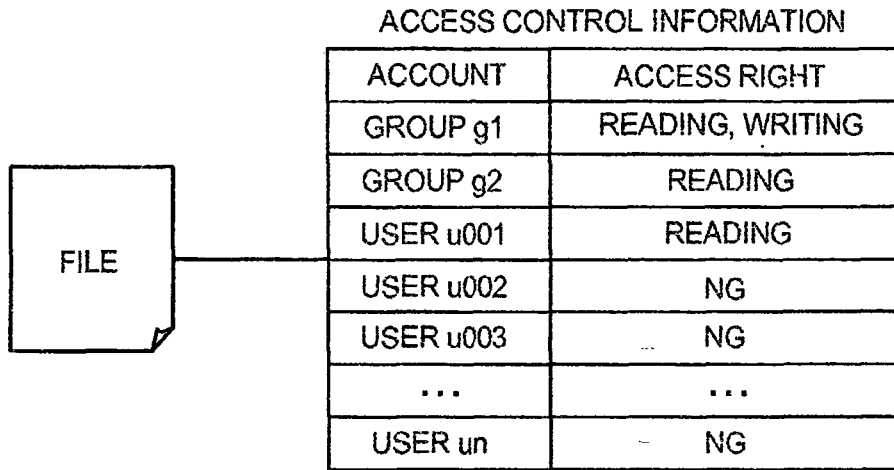 ACCESS CONTROL INFORMATION
ACCOUNT ACCESS RIGHT
GROUP g1 READING, WRITING
GROUP g2 READING
USER u001 READING
FILE
USER u002 NG
USER u003 NG
... ...
USER un NG